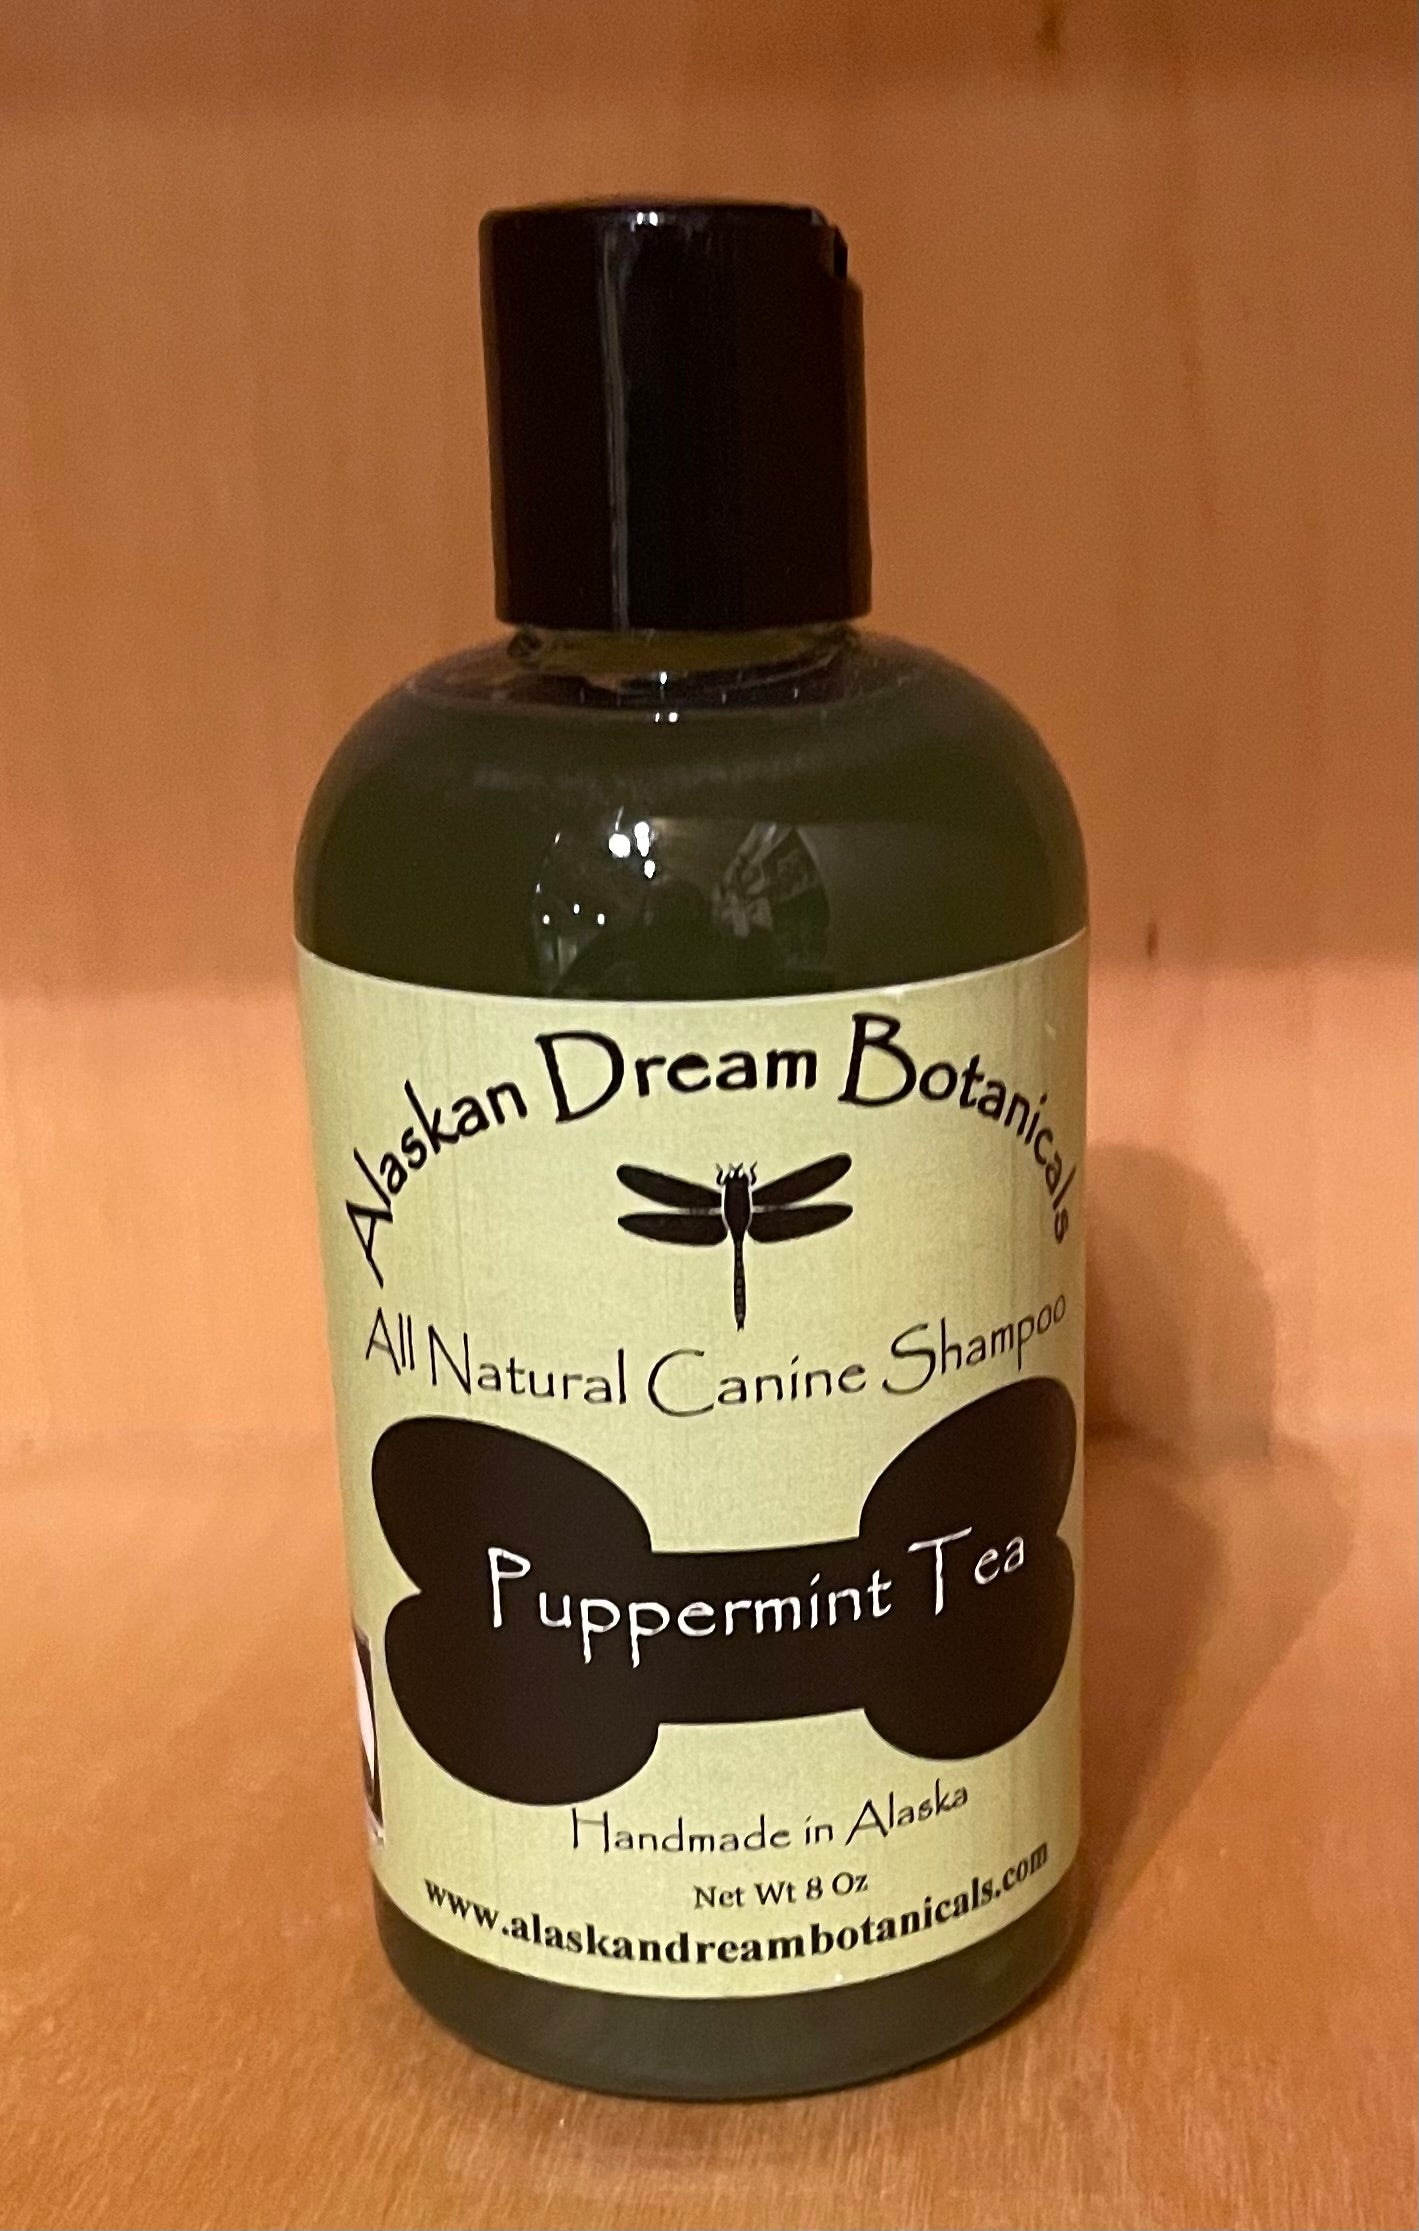 Alaskan Dream Botanicals
All Natural Canine Shampoo
Puppermint Tea
Handmade in Alaska
Net Wt 8 Oz
www.alaskandreambotanicals.com